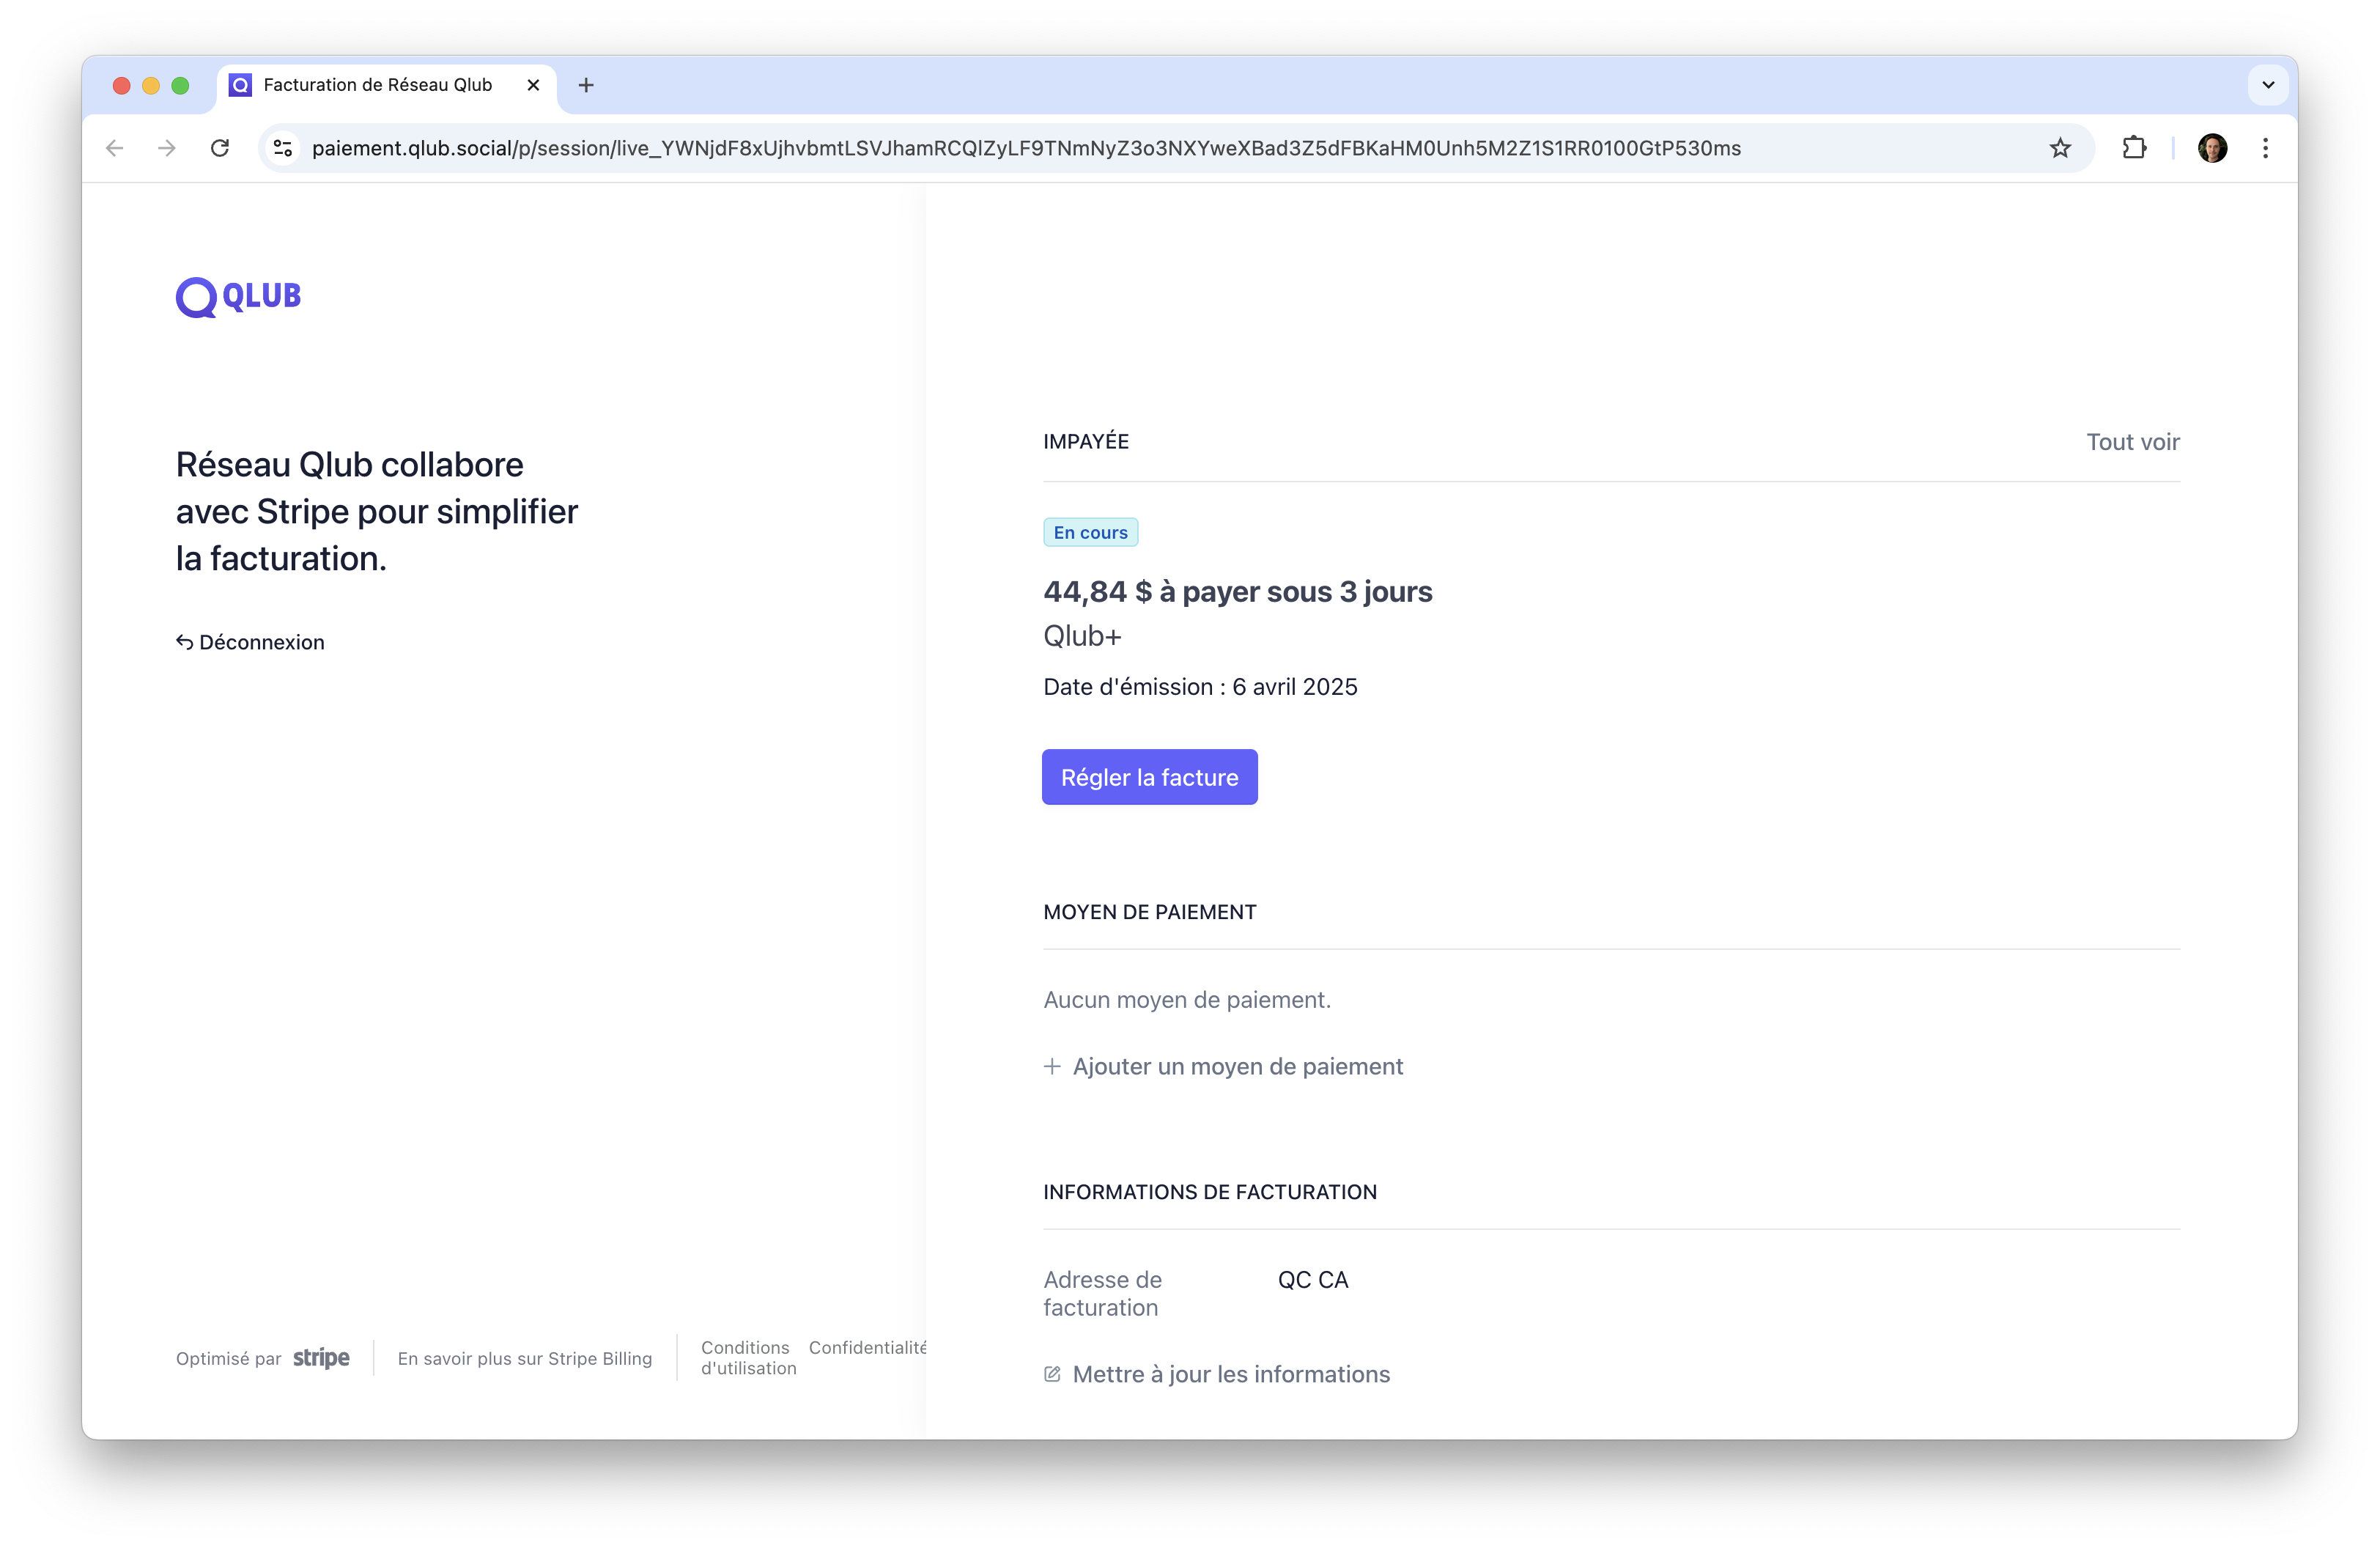 Facturation de Réseau Qlub
paiement.qlub.social/p/session/live_YWNjdF8xUjhvbmtLSVJhamRCQlZyLF9TNmNyZ3o3NXYweXBad3Z5dFBKaHM0Unh5M2Z1S1RR0100GtP530ms
QLUB
Réseau Qlub collabore
avec Stripe pour simplifier
la facturation.
Déconnexion
Optimisé par stripe
En savoir plus sur Stripe Billing
Conditions
d'utilisation
Confidentialité
IMPAYÉE
Tout voir
En cours
44,84 $ à payer sous 3 jours
Qlub+
Date d'émission : 6 avril 2025
Régler la facture
MOYEN DE PAIEMENT
Aucun moyen de paiement.
Ajouter un moyen de paiement
INFORMATIONS DE FACTURATION
Adresse de
facturation
QC CA
Mettre à jour les informations